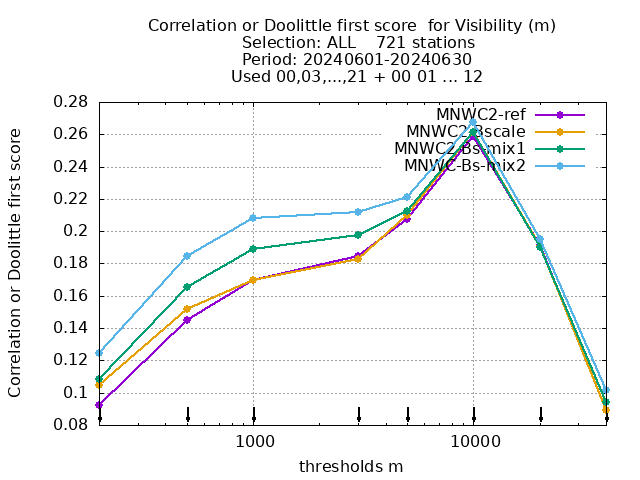 Correlation or Doolittle first score  for Visibility (m)
Selection: ALL    721 stations
Period: 20240601-20240630
Used 00,03,...,21 + 00 01 ... 12
Correlation or Doolittle first score
0.28
0.26
0.24
0.22
0.2
0.18
0.16
0.14
0.12
0.1
0.08
MNWC2-ref
MNWC2-Bscale
MNWC2-Bs-mix1
MNWC-Bs-mix2
1000 10000
thresholds m